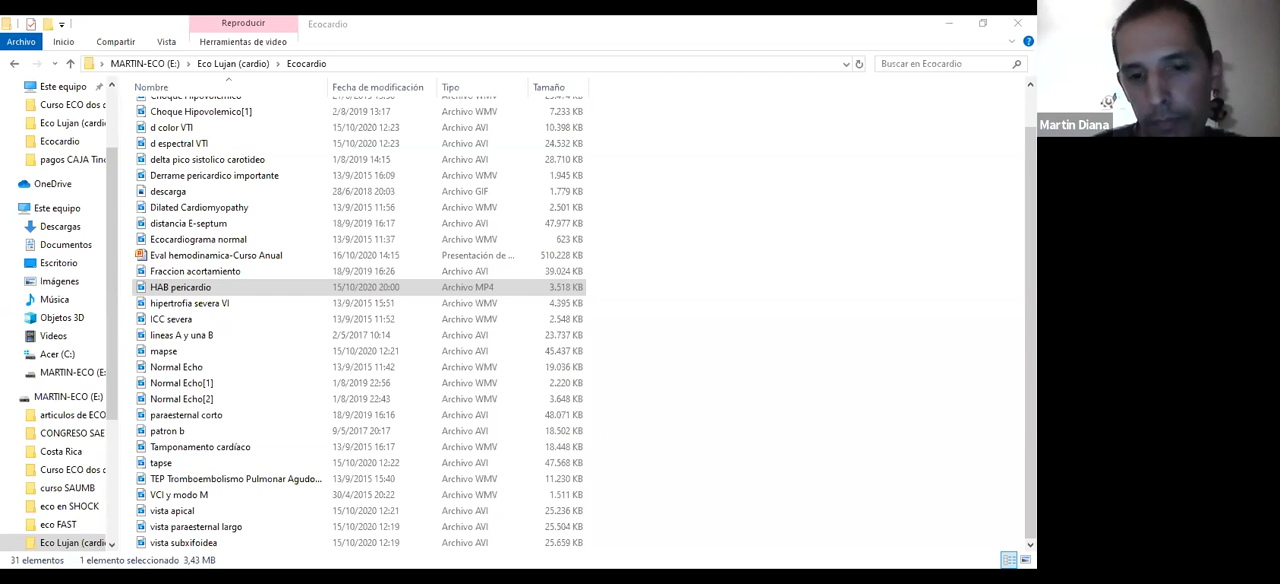 Reproducir
Ecocardio
Archivo
Inicio
Compartir
Vista
Herramientas de video
MARTIN-ECO (E:) > Eco Lujan (cardio) > Ecocardio
Buscar en Ecocardio
Este equipo
Curso ECO dos d
Eco Lujan (cardi
Ecocardio
pagos CAJA Tino
OneDrive
Este equipo
Descargas
Documentos
Escritorio
Imágenes
Música
Objetos 3D
Videos
Acer (C:)
MARTIN-ECO (E:
MARTIN-ECO (E:)
articulos de ECO
CONGRESO SAE
Costa Rica
Curso ECO dos d
curso SAUMB
eco en SHOCK
eco FAST
Eco Lujan (cardi
Nombre Fecha de modificación Tipo Tamaño
Choque Hipovolemico
Choque Hipovolemico[1] 2/8/2019 13:17 Archivo WMV 7.233 KB
d color VTI 15/10/2020 12:23 Archivo AVI 10.398 KB
d espectral VTI 15/10/2020 12:23 Archivo AVI 24.532 KB
delta pico sistolico carotideo 1/8/2019 14:15 Archivo AVI 28.710 KB
Derrame pericardico importante 13/9/2015 16:09 Archivo WMV 1.945 KB
descarga 28/6/2018 20:03 Archivo GIF 1.779 KB
Dilated Cardiomyopathy 13/9/2015 11:56 Archivo WMV 2.501 KB
distancia E-septum 18/9/2019 16:17 Archivo AVI 47.977 KB
Ecocardiograma normal 13/9/2015 11:37 Archivo WMV 623 KB
Eval hemodinamica-Curso Anual 16/10/2020 14:15 Presentación de ... 510.228 KB
Fraccion acortamiento 18/9/2019 16:26 Archivo AVI 39.024 KB
HAB pericardio 15/10/2020 20:00 Archivo MP4 3.518 KB
hipertrofia severa VI 13/9/2015 15:51 Archivo WMV 4.395 KB
ICC severa 13/9/2015 11:52 Archivo WMV 2.548 KB
lineas A y una B 2/5/2017 10:14 Archivo AVI 23.737 KB
mapse 15/10/2020 12:21 Archivo AVI 45.437 KB
Normal Echo 13/9/2015 11:42 Archivo WMV 19.036 KB
Normal Echo[1] 1/8/2019 22:56 Archivo WMV 2.220 KB
Normal Echo[2] 1/8/2019 22:43 Archivo WMV 3.648 KB
paraesternal corto 18/9/2019 16:16 Archivo AVI 48.071 KB
patron b 9/5/2017 20:17 Archivo AVI 18.502 KB
Tamponamento cardíaco 13/9/2015 16:17 Archivo WMV 18.448 KB
tapse 15/10/2020 12:22 Archivo AVI 47.568 KB
TEP Tromboembolismo Pulmonar Agudo... 13/9/2015 15:40 Archivo WMV 11.230 KB
VCI y modo M 30/4/2015 20:22 Archivo WMV 1.511 KB
vista apical 15/10/2020 12:21 Archivo AVI 25.236 KB
vista paraesternal largo 15/10/2020 12:19 Archivo AVI 25.504 KB
vista subxifoidea 15/10/2020 12:19 Archivo AVI 25.659 KB
31 elementos 1 elemento seleccionado 3,43 MB
Martin Diana